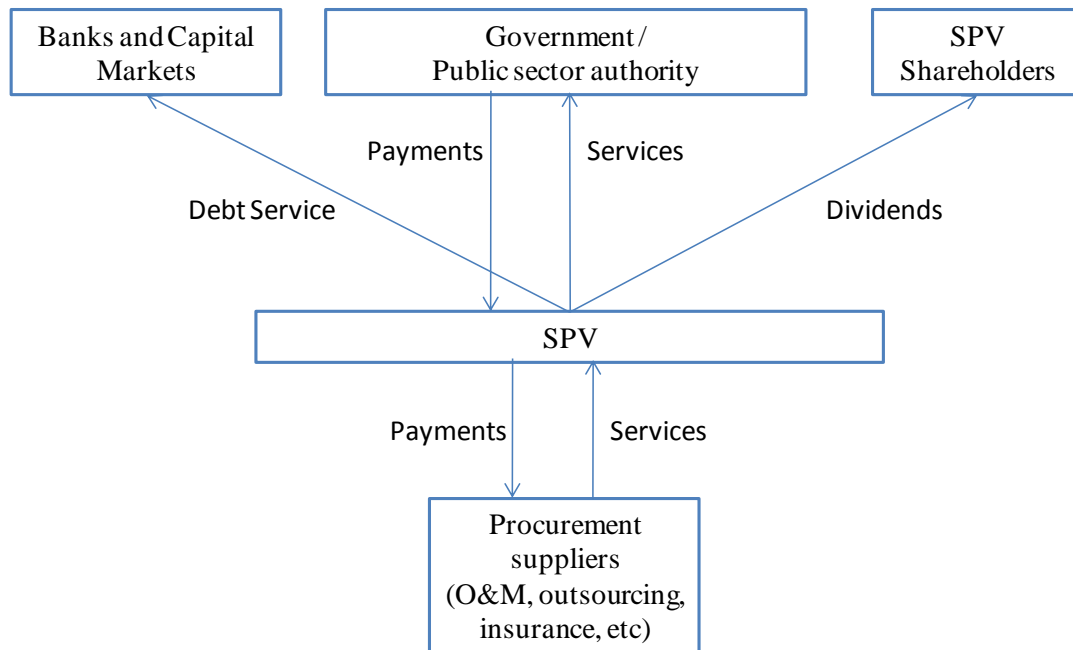 Banks and Capital
Markets
Government /
Public sector authority
SPV
Shareholders
Payments
Services
Debt Service
Dividends
SPV
Payments
Services
Procurement
suppliers
(O&M, outsourcing,
insurance, etc)